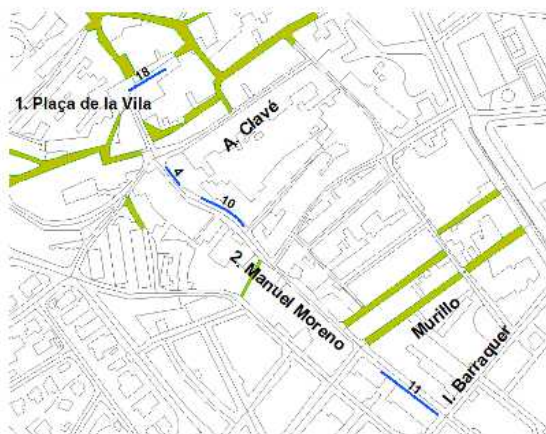 18
1. Plaça de la Vila
A. Clavé
4
10
2. Manuel Moreno
Murillo
I. Barraquer
11